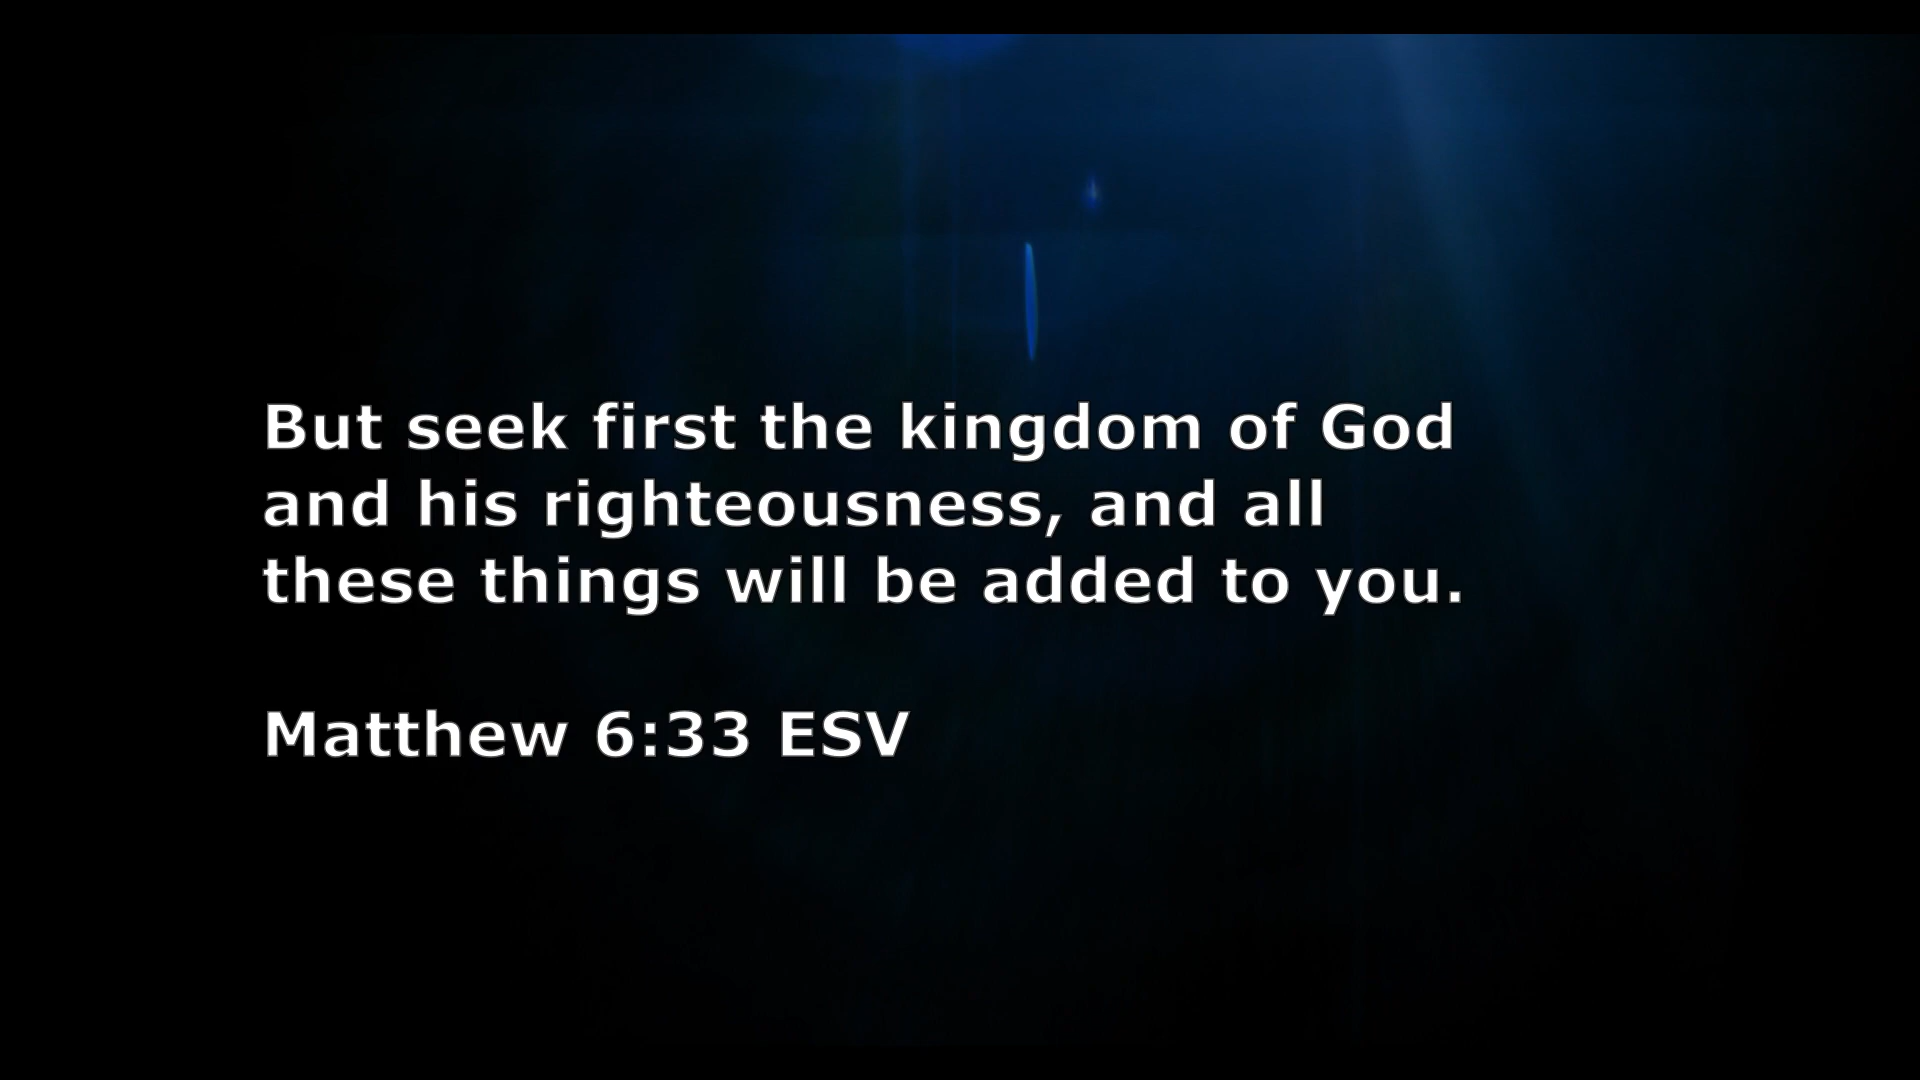 But seek first the kingdom of God
and his righteousness, and all
these things will be added to you.
Matthew 6:33 ESV